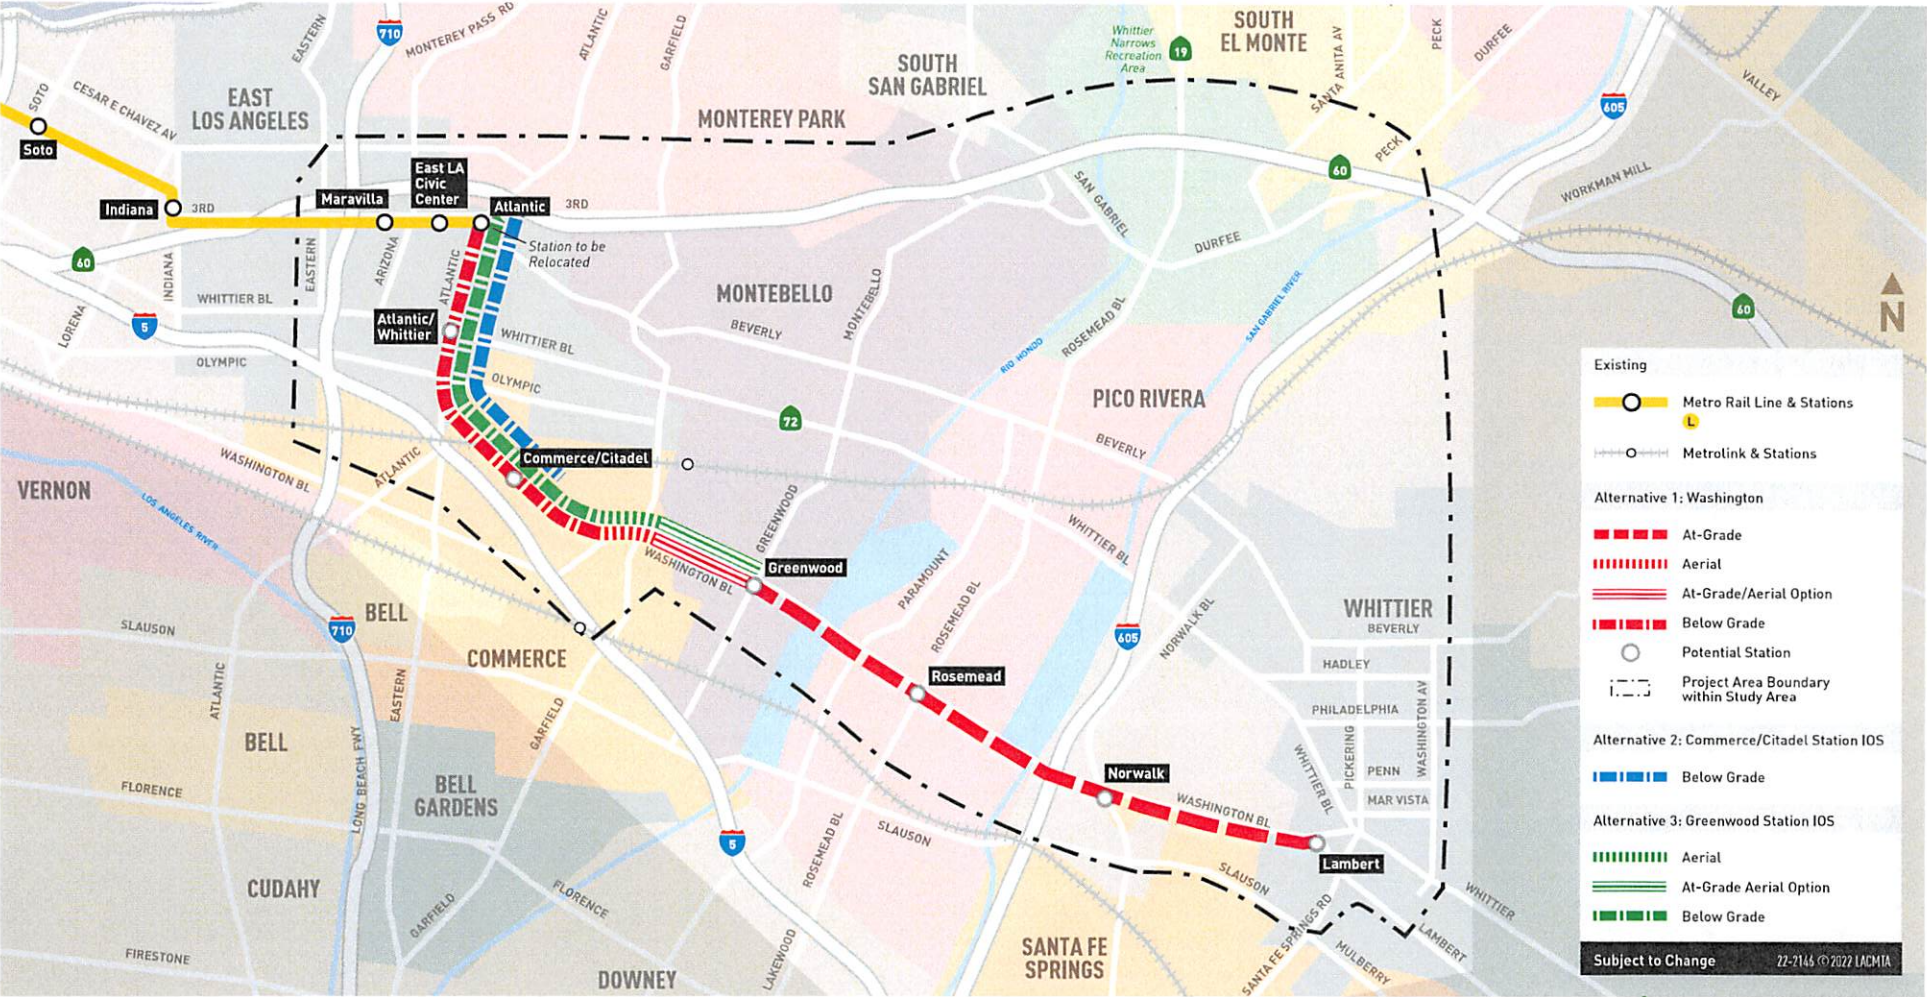 SOUTH
EL MONTE
Whittier
Narrows
Recreation
Area
19
PECK
DURFEE
SANTA ANITA AV
EASTERN
710
MONTEREY PASS RD
ATLANTIC
GARFIELD
SOUTH
SAN GABRIEL
VALLEY
605
SOTO
CESAR E CHAVEZ AV
EAST
LOS ANGELES
MONTEREY PARK
Soto
PECK
60
WORKMAN MILL
East LA
Civic
Center
Maravilla
Atlantic
Indiana
3RD
3RD
SAN GABRIEL
DURFEE
Station to be
Relocated
60
INDIANA
EASTERN
ARIZONA
ATLANTIC
WHITTIER BL
LORENA
5
MONTEBELLO
MONTEBELLO
BEVERLY
ROSEMEAD BL
SAN GABRIEL RIVER
RIO HONDO
60
N
Atlantic/
Whittier
WHITTIER BL
OLYMPIC
OLYMPIC
PICO RIVERA
72
BEVERLY
WASHINGTON BL
ATLANTIC
Commerce/Citadel
VERNON
LOS ANGELES RIVER
GREENWOOD
WHITTIER BL
WASHINGTON BL
Greenwood
PARAMOUNT
ROSEMEAD BL
NORWALK BL
605
WHITTIER
BEVERLY
HADLEY
PHILADELPHIA
PICKERING
WASHINGTON AV
PENN
MAR VISTA
WHITTIER BL
SLAUSON
710
BELL
COMMERCE
Rosemead
ATLANTIC
EASTERN
GARFIELD
BELL
LONG BEACH FWY
FLORENCE
BELL
GARDENS
Norwalk
WASHINGTON BL
5
ROSEMEAD BL
SLAUSON
Lambert
SLAUSON
CUDAHY
GARFIELD
FLORENCE
WHITTIER
LAMBERT
SANTA FE SPRINGS RD
MULBERRY
FIRESTONE
DOWNEY
LAKEWOOD
SANTA FE
SPRINGS
Existing
Metro Rail Line & Stations
L
Metrolink & Stations
Alternative 1: Washington
At-Grade
Aerial
At-Grade/Aerial Option
Below Grade
Potential Station
Project Area Boundary
within Study Area
Alternative 2: Commerce/Citadel Station IOS
Below Grade
Alternative 3: Greenwood Station IOS
Aerial
At-Grade Aerial Option
Below Grade
Subject to Change
22-2146 ©2022 LACMTA